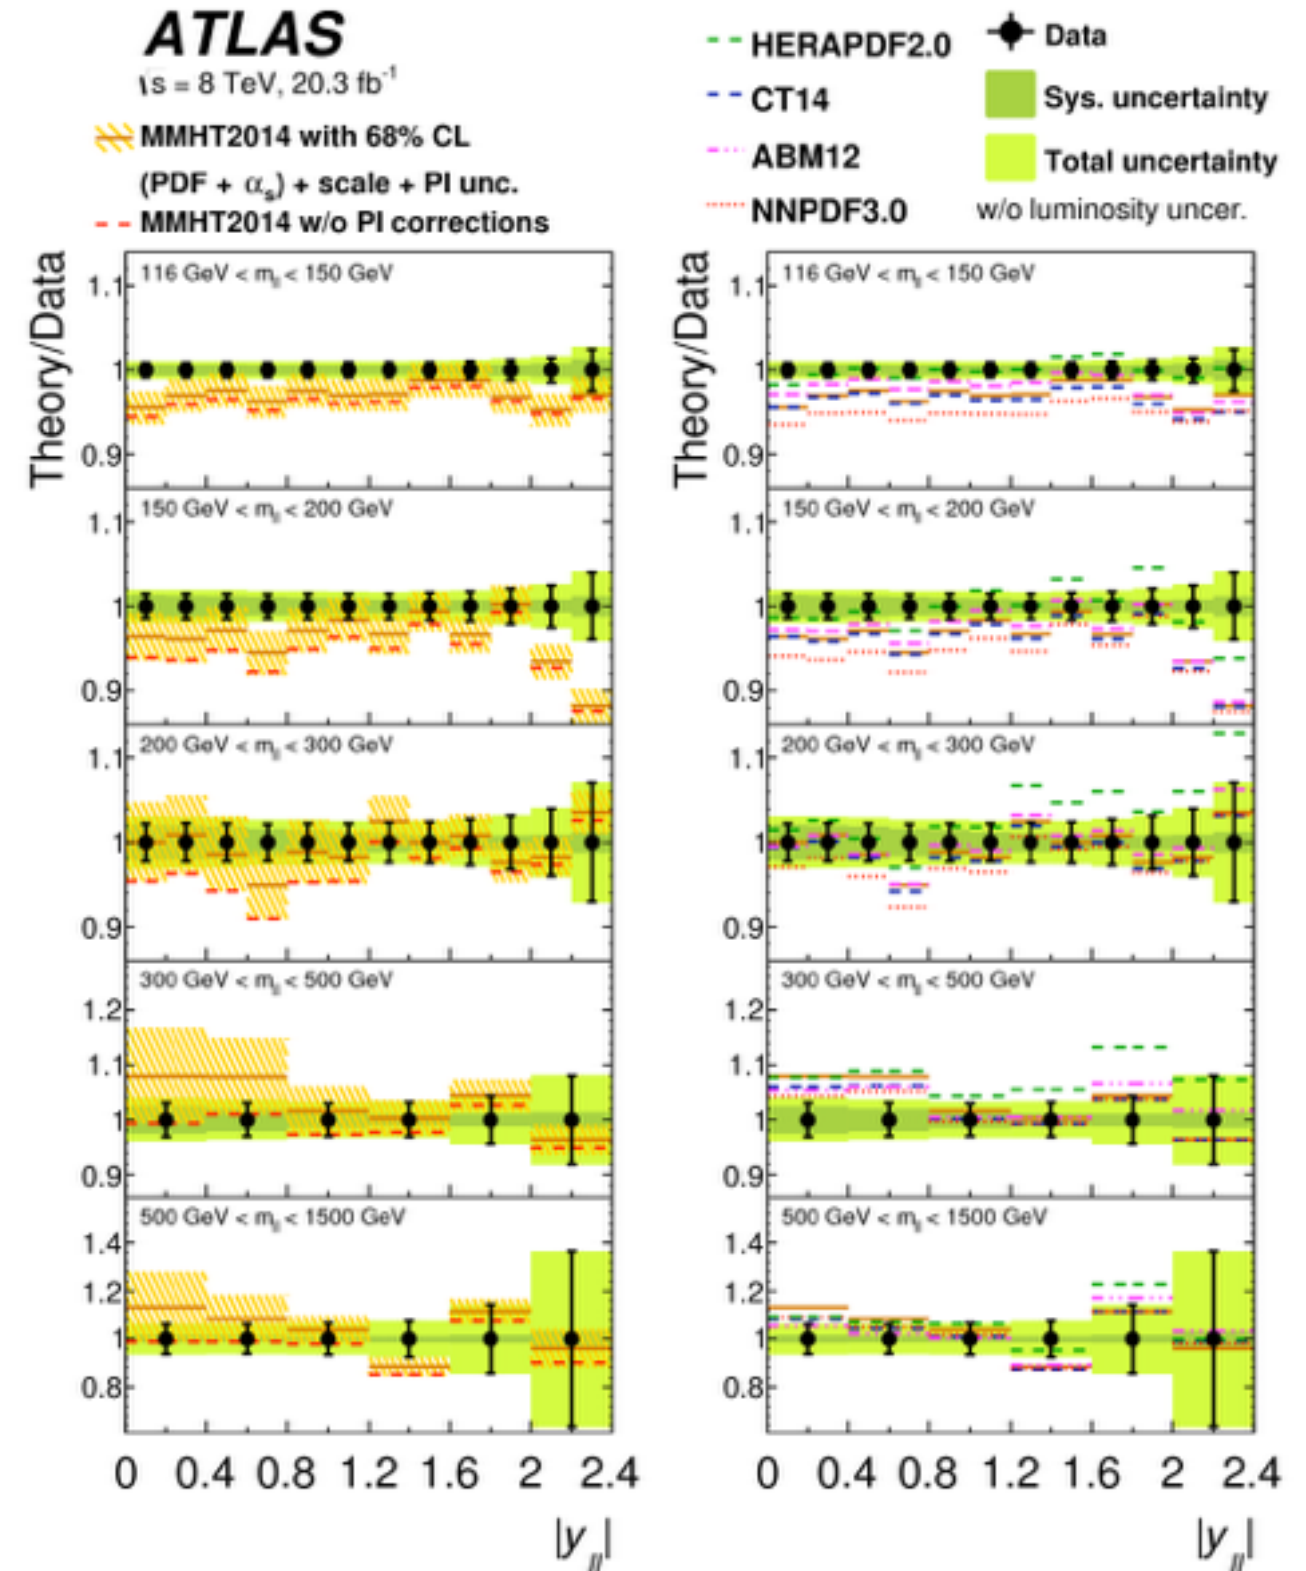 ATLAS
√s = 8 TeV, 20.3 fb⁻¹
MMHT2014 with 68% CL
(PDF + αs) + scale + PI unc.
MMHT2014 w/o PI corrections
HERAPDF2.0
CT14
ABM12
NNPDF3.0
Data
Sys. uncertainty
Total uncertainty
w/o luminosity uncer.
Theory/Data
116 GeV < mll < 150 GeV
1.1
1
0.9
150 GeV < mll < 200 GeV
1.1
1
0.9
200 GeV < mll < 300 GeV
1.1
1
0.9
300 GeV < mll < 500 GeV
1.2
1.1
1
0.9
500 GeV < mll < 1500 GeV
1.4
1.2
1
0.8
0 0.4 0.8 1.2 1.6 2 2.4
|yll|
Theory/Data
116 GeV < mll < 150 GeV
1.1
1
0.9
150 GeV < mll < 200 GeV
1.1
1
0.9
200 GeV < mll < 300 GeV
1.1
1
0.9
300 GeV < mll < 500 GeV
1.2
1.1
1
0.9
500 GeV < mll < 1500 GeV
1.4
1.2
1
0.8
0 0.4 0.8 1.2 1.6 2 2.4
|yll|